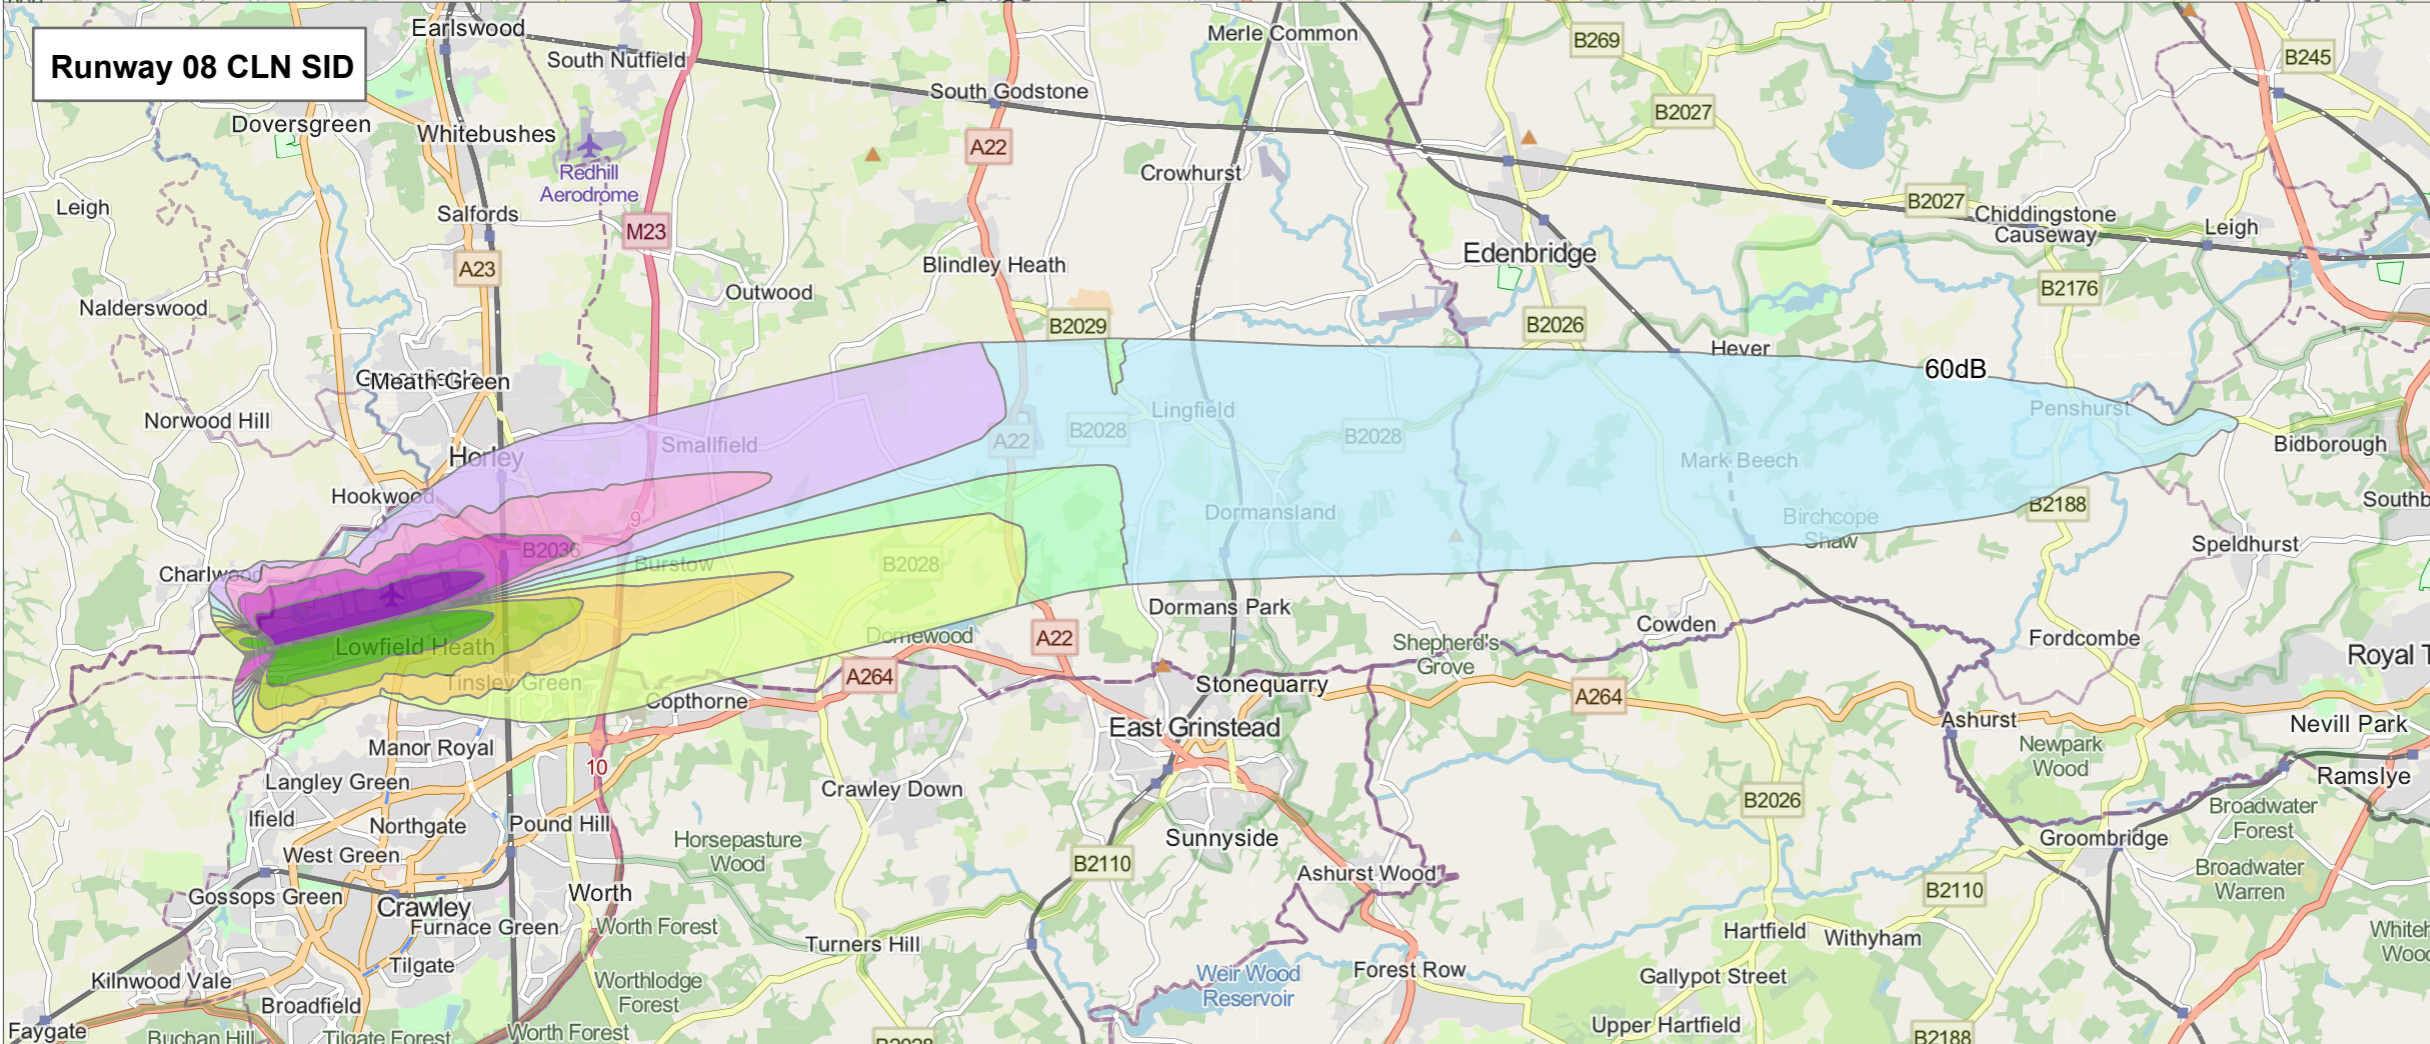 Runway 08 CLN SID
Earlswood
South Nutfield
Merle Common
B269
B245
Doversgreen
Whitebushes
South Godstone
B2027
A22
Redhill
Aerodrome
Crowhurst
Leigh
Salfords
M23
B2027
Chiddingstone
Causeway
Leigh
A23
Edenbridge
Blindley Heath
Outwood
B2176
Nalderswood
B2029
B2026
Hever
60dB
Meath Green
Norwood Hill
Lingfield
Penshurst
Smallfield
A22
B2028
B2028
Bidborough
Horley
Mark Beech
Hookwood
9
Dormansland
B2188
Birchcope
Shaw
Southb
B2036
Burstow
B2028
Speldhurst
Charlwood
Dormans Park
Lowfield Heath
Domewood
A22
Shepherd's
Grove
Cowden
Fordcombe
Royal T
Tinsley Green
A264
Copthorne
Stonequarry
A264
East Grinstead
Ashurst
Nevill Park
Manor Royal
Newpark
Wood
10
Langley Green
Crawley Down
B2026
Ramslye
Ifield
Northgate
Pound Hill
Horsepasture
Wood
Sunnyside
Groombridge
Broadwater
Forest
West Green
B2110
Ashurst Wood
Broadwater
Warren
Gossops Green
Crawley
Worth
B2110
Furnace Green
Worth Forest
Turners Hill
Hartfield
Withyham
Whiteh
Wood
Tilgate
Kilnwood Vale
Worthlodge
Forest
Weir Wood
Reservoir
Forest Row
Gallypot Street
Broadfield
Faygate
Buchan Hill
Tilgate Forest
Worth Forest
B2028
Upper Hartfield
B2188